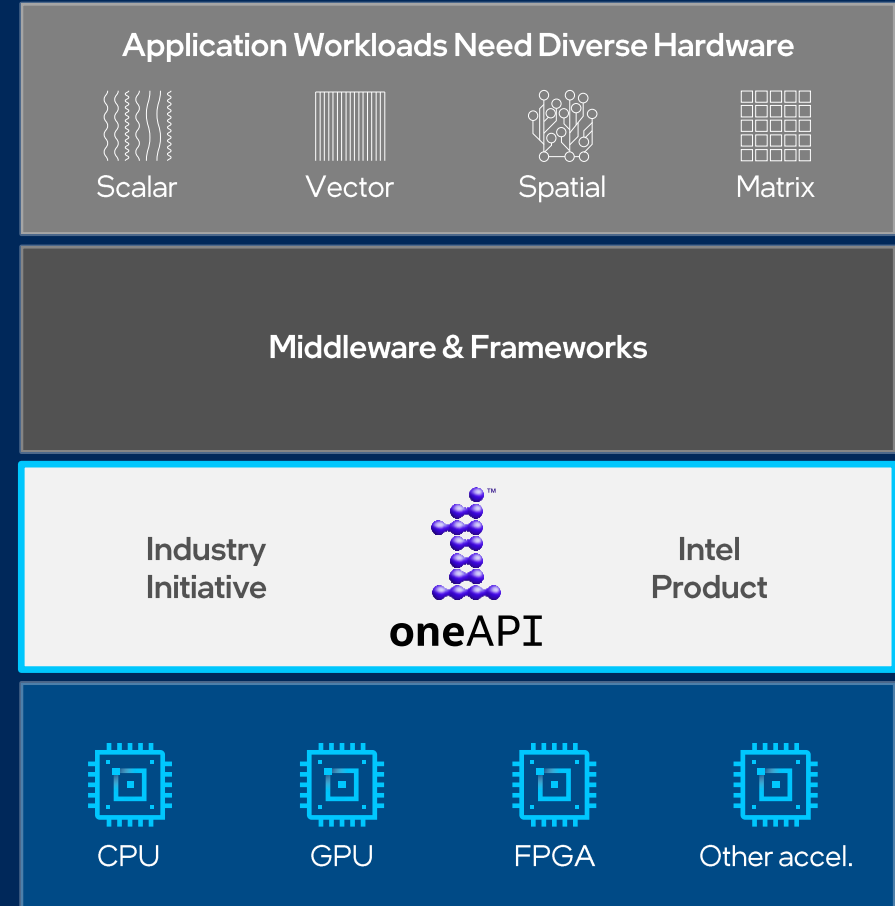 Application Workloads Need Diverse Hardware
Scalar
Vector
Spatial
Matrix
Middleware & Frameworks
Industry
Initiative
™
oneAPI
Intel
Product
CPU
GPU
FPGA
Other accel.